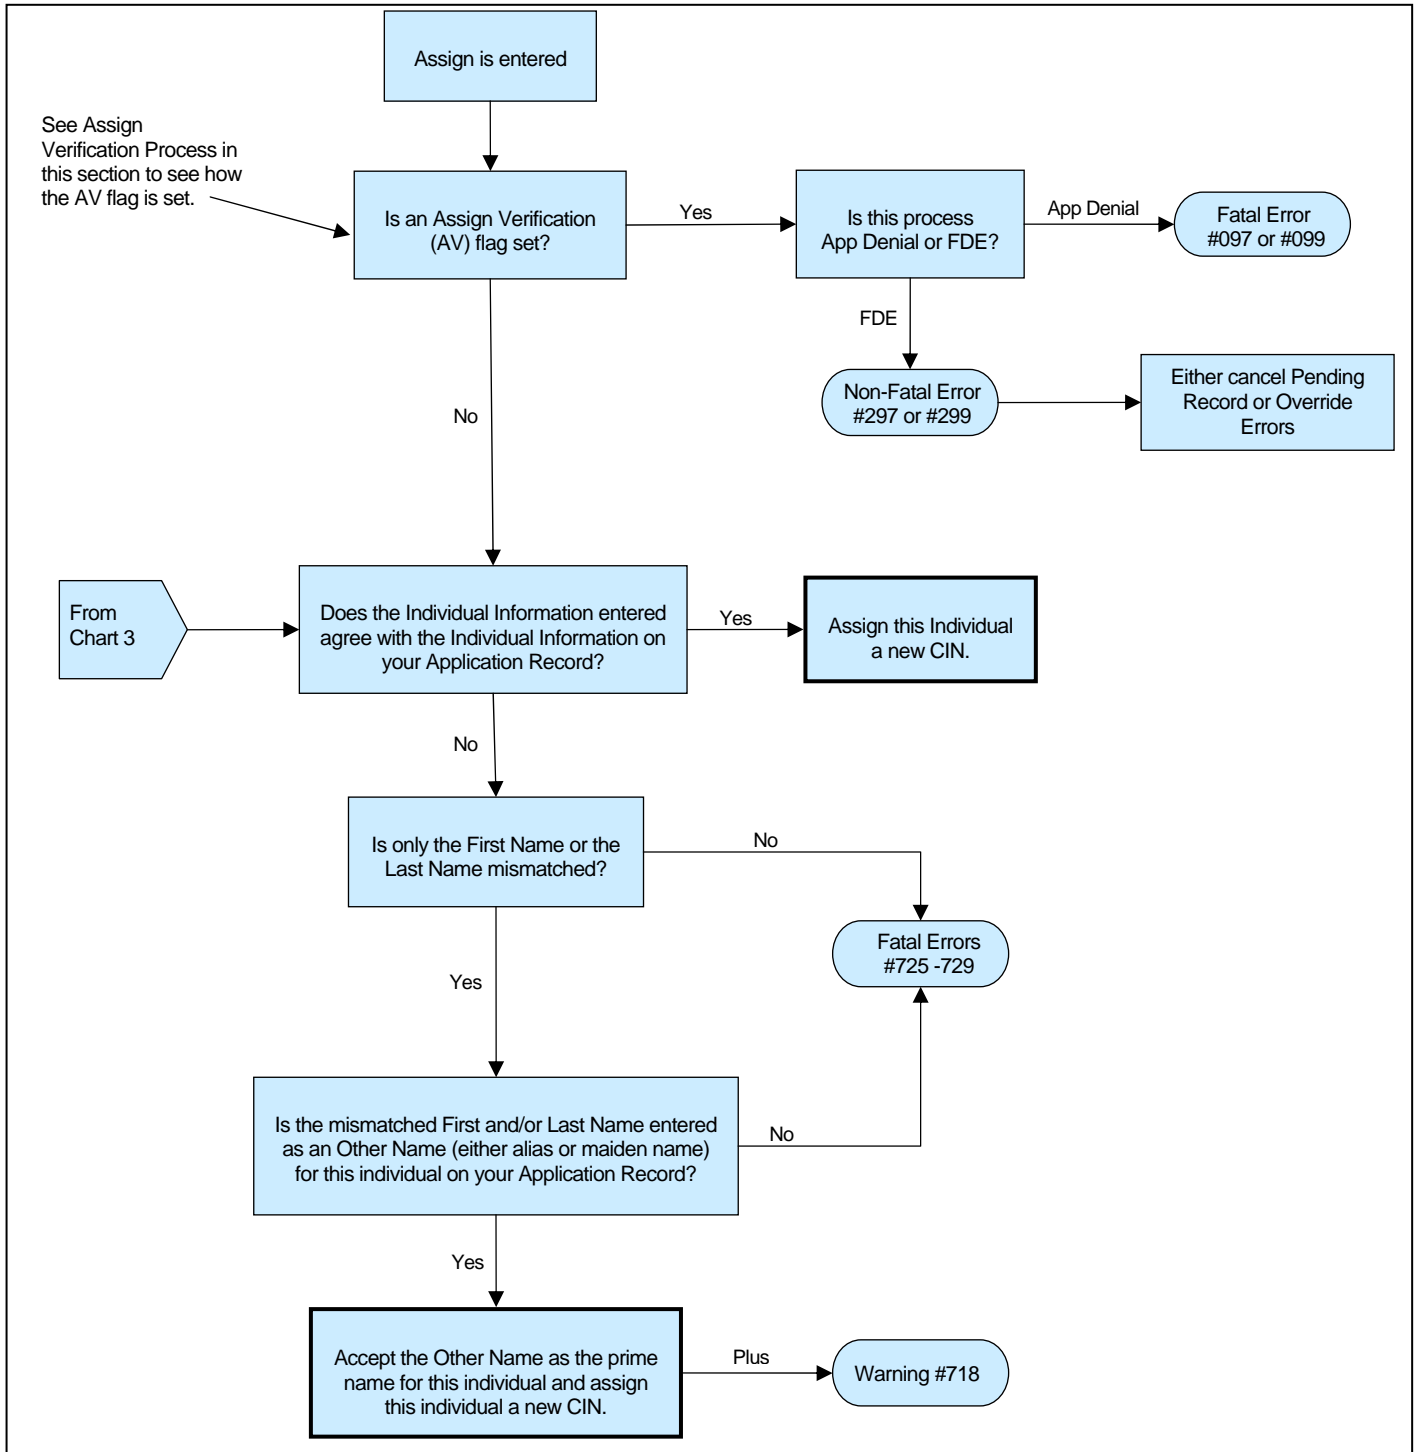 Assign is entered
See Assign
Verification Process in
this section to see how
the AV flag is set.
Is an Assign Verification
(AV) flag set?
Yes
Is this process
App Denial or FDE?
App Denial
Fatal Error
#097 or #099
FDE
Non-Fatal Error
#297 or #299
Either cancel Pending
Record or Override
Errors
No
From
Chart 3
Does the Individual Information entered
agree with the Individual Information on
your Application Record?
Yes
Assign this Individual
a new CIN.
No
Is only the First Name or the
Last Name mismatched?
No
Fatal Errors
#725 -729
Yes
Is the mismatched First and/or Last Name entered
as an Other Name (either alias or maiden name)
for this individual on your Application Record?
No
Yes
Accept the Other Name as the prime
name for this individual and assign
this individual a new CIN.
Plus
Warning #718